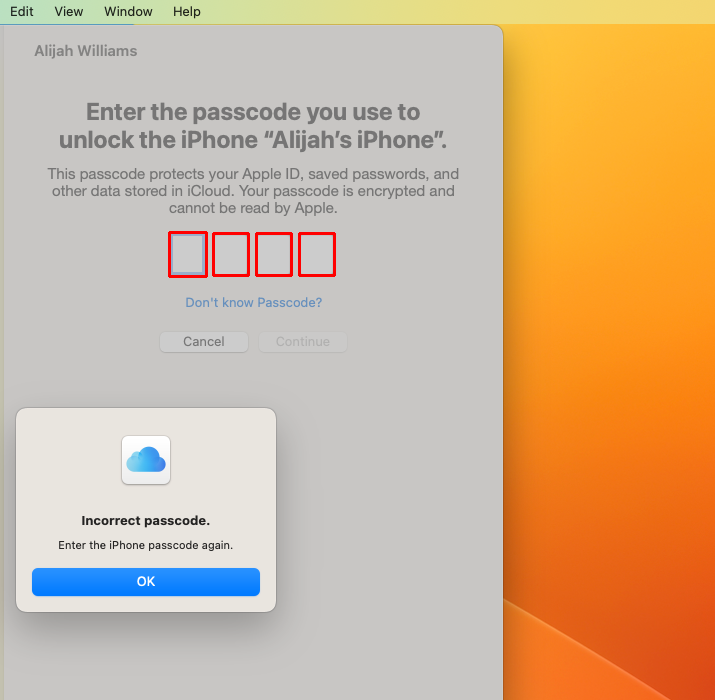 Edit View Window Help
Alijah Williams
Enter the passcode you use to
unlock the iPhone “Alijah’s iPhone”.
This passcode protects your Apple ID, saved passwords, and
other data stored in iCloud. Your passcode is encrypted and
cannot be read by Apple.
Don't know Passcode?
Cancel Continue
Incorrect passcode.
Enter the iPhone passcode again.
OK